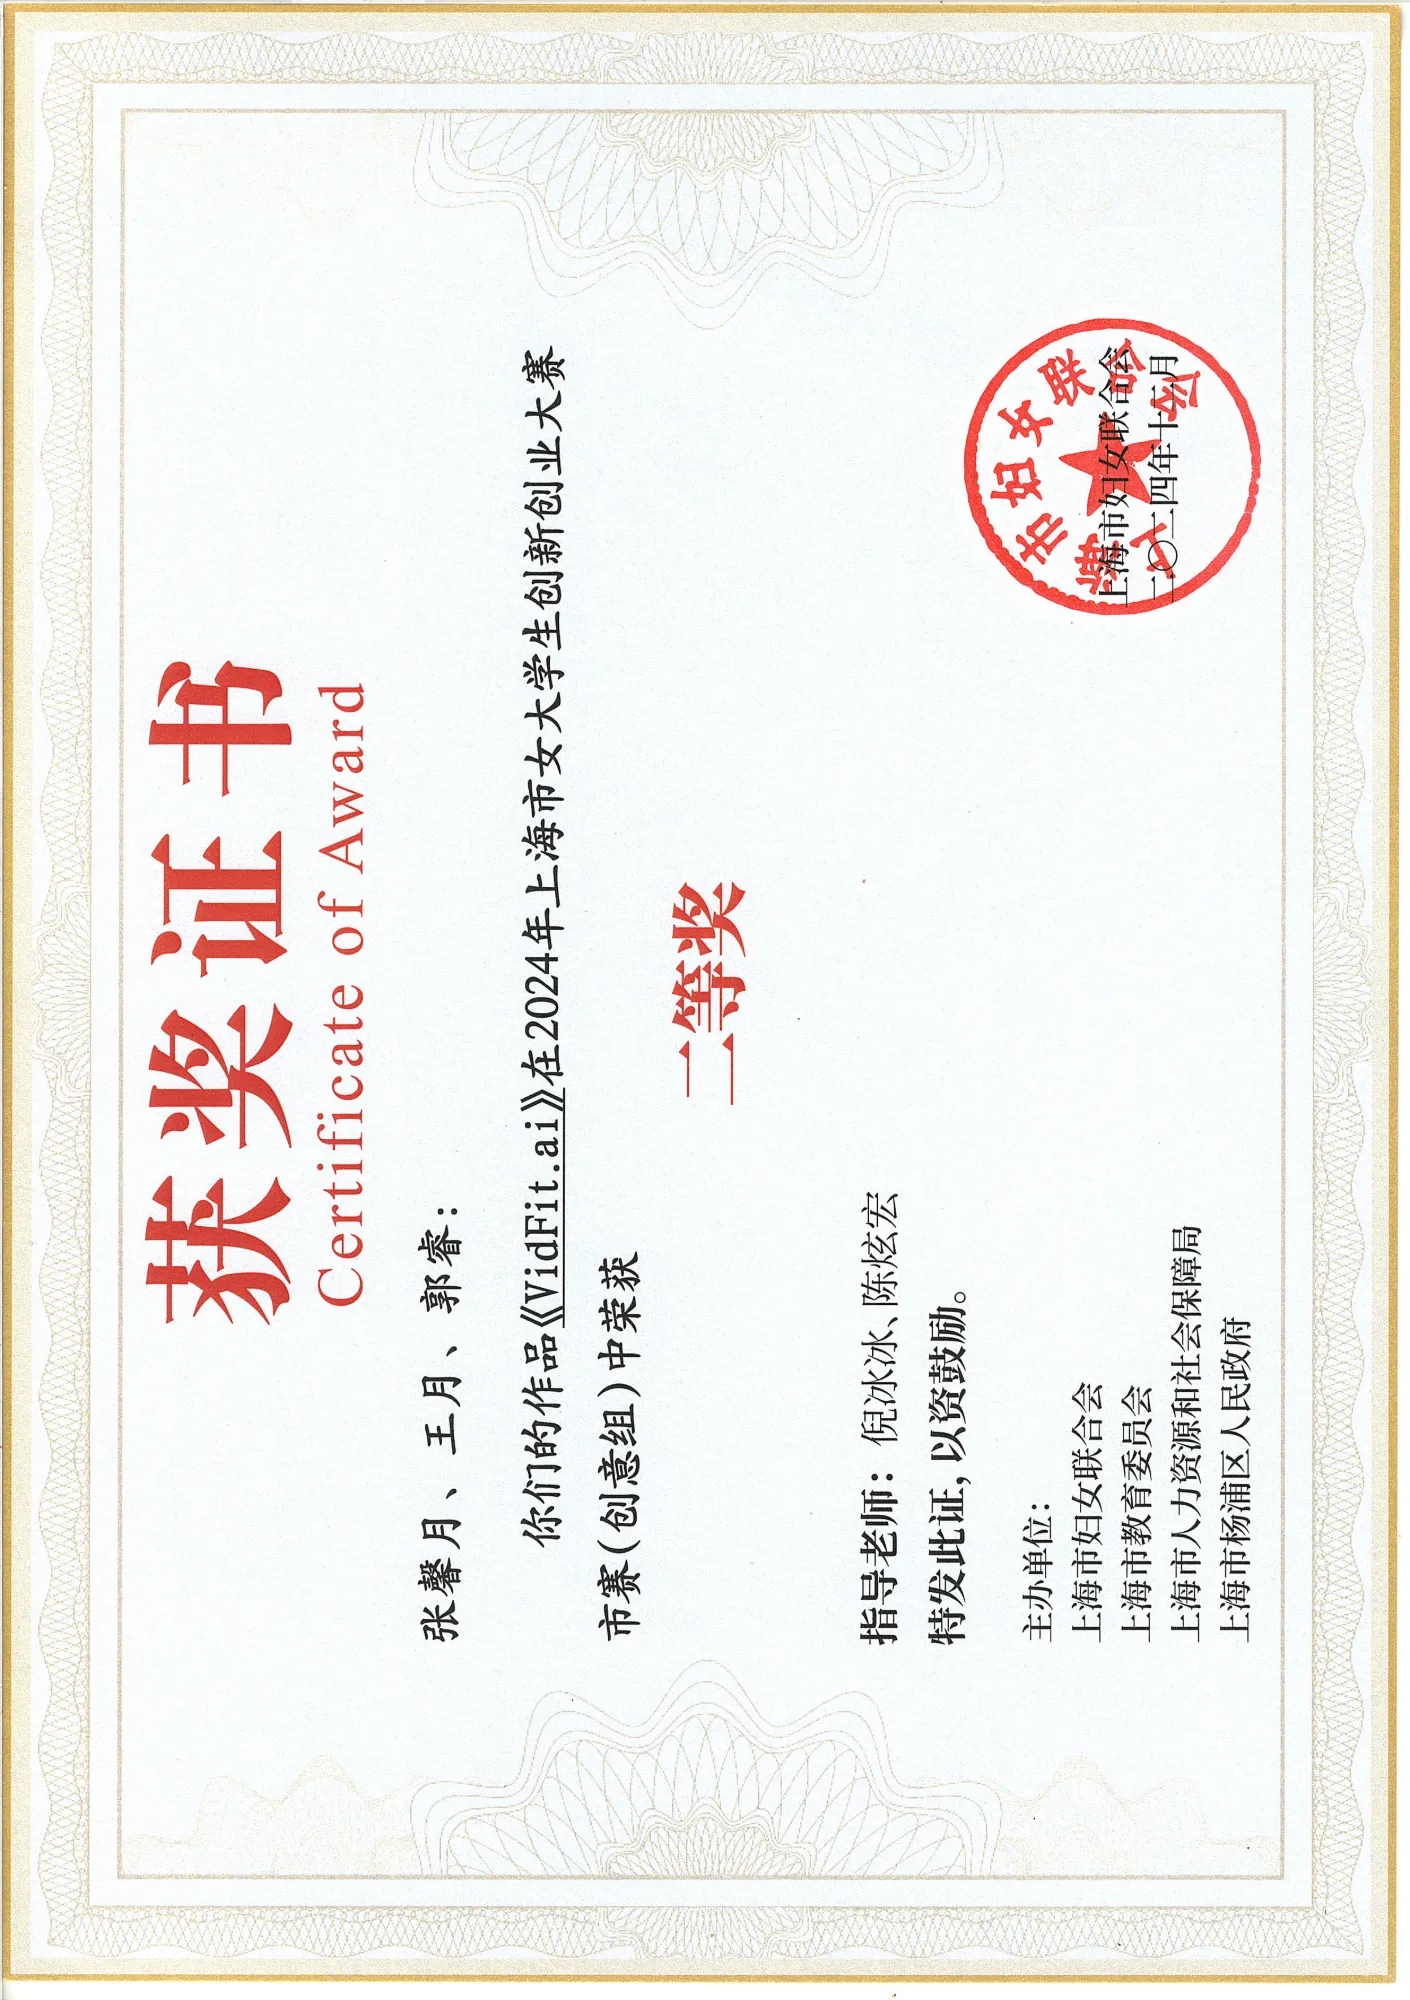 获奖证书
Certificate of Award
张馨月、王月、郭睿：
你们的作品《VidFit.ai》在2024年上海市女大学生创新创业大赛
市赛（创意组）中荣获
二等奖
指导老师：倪冰冰、陈炫宏
特发此证，以资鼓励。
主办单位：
上海市妇女联合会
上海市教育委员会
上海市人力资源和社会保障局
上海市杨浦区人民政府
上海市妇女联合会
上海市妇女联合会
二〇二四年十二月